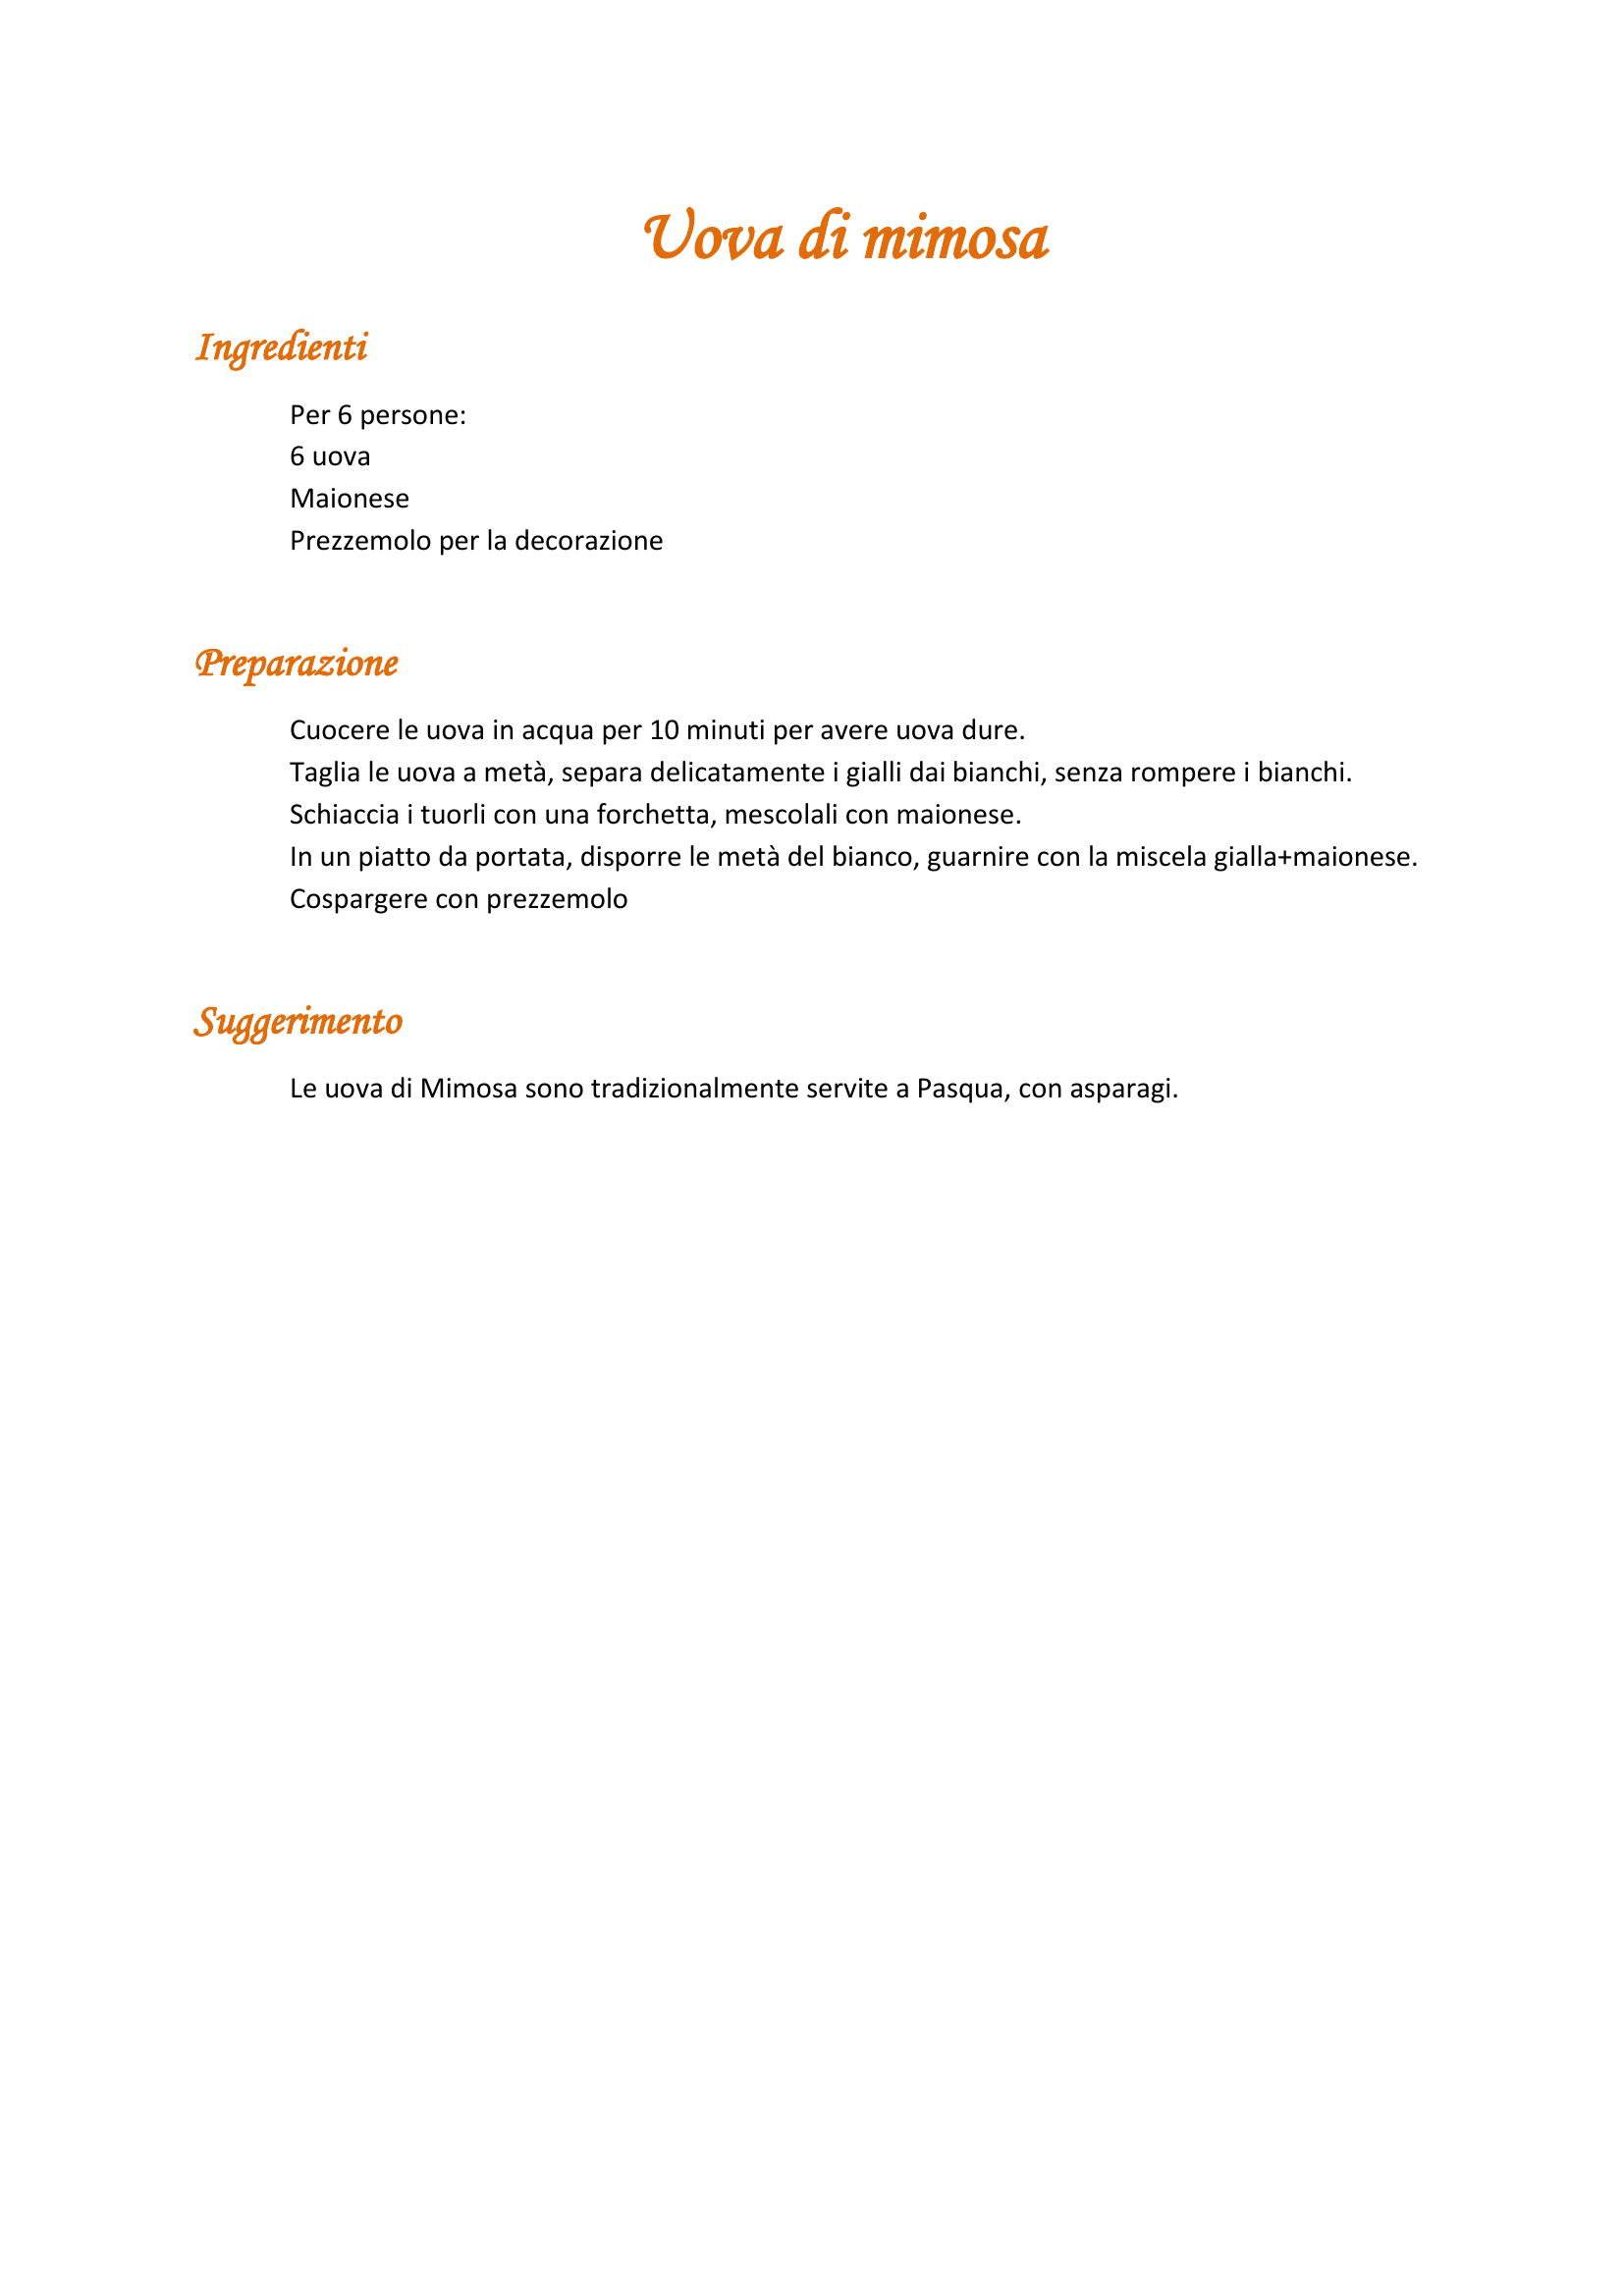 Uova di mimosa
Ingredienti
Per 6 persone:
6 uova
Maionese
Prezzemolo per la decorazione
Preparazione
Cuocere le uova in acqua per 10 minuti per avere uova dure.
Taglia le uova a metà, separa delicatamente i gialli dai bianchi, senza rompere i bianchi.
Schiaccia i tuorli con una forchetta, mescolali con maionese.
In un piatto da portata, disporre le metà del bianco, guarnire con la miscela gialla+maionese.
Cospargere con prezzemolo
Suggerimento
Le uova di Mimosa sono tradizionalmente servite a Pasqua, con asparagi.